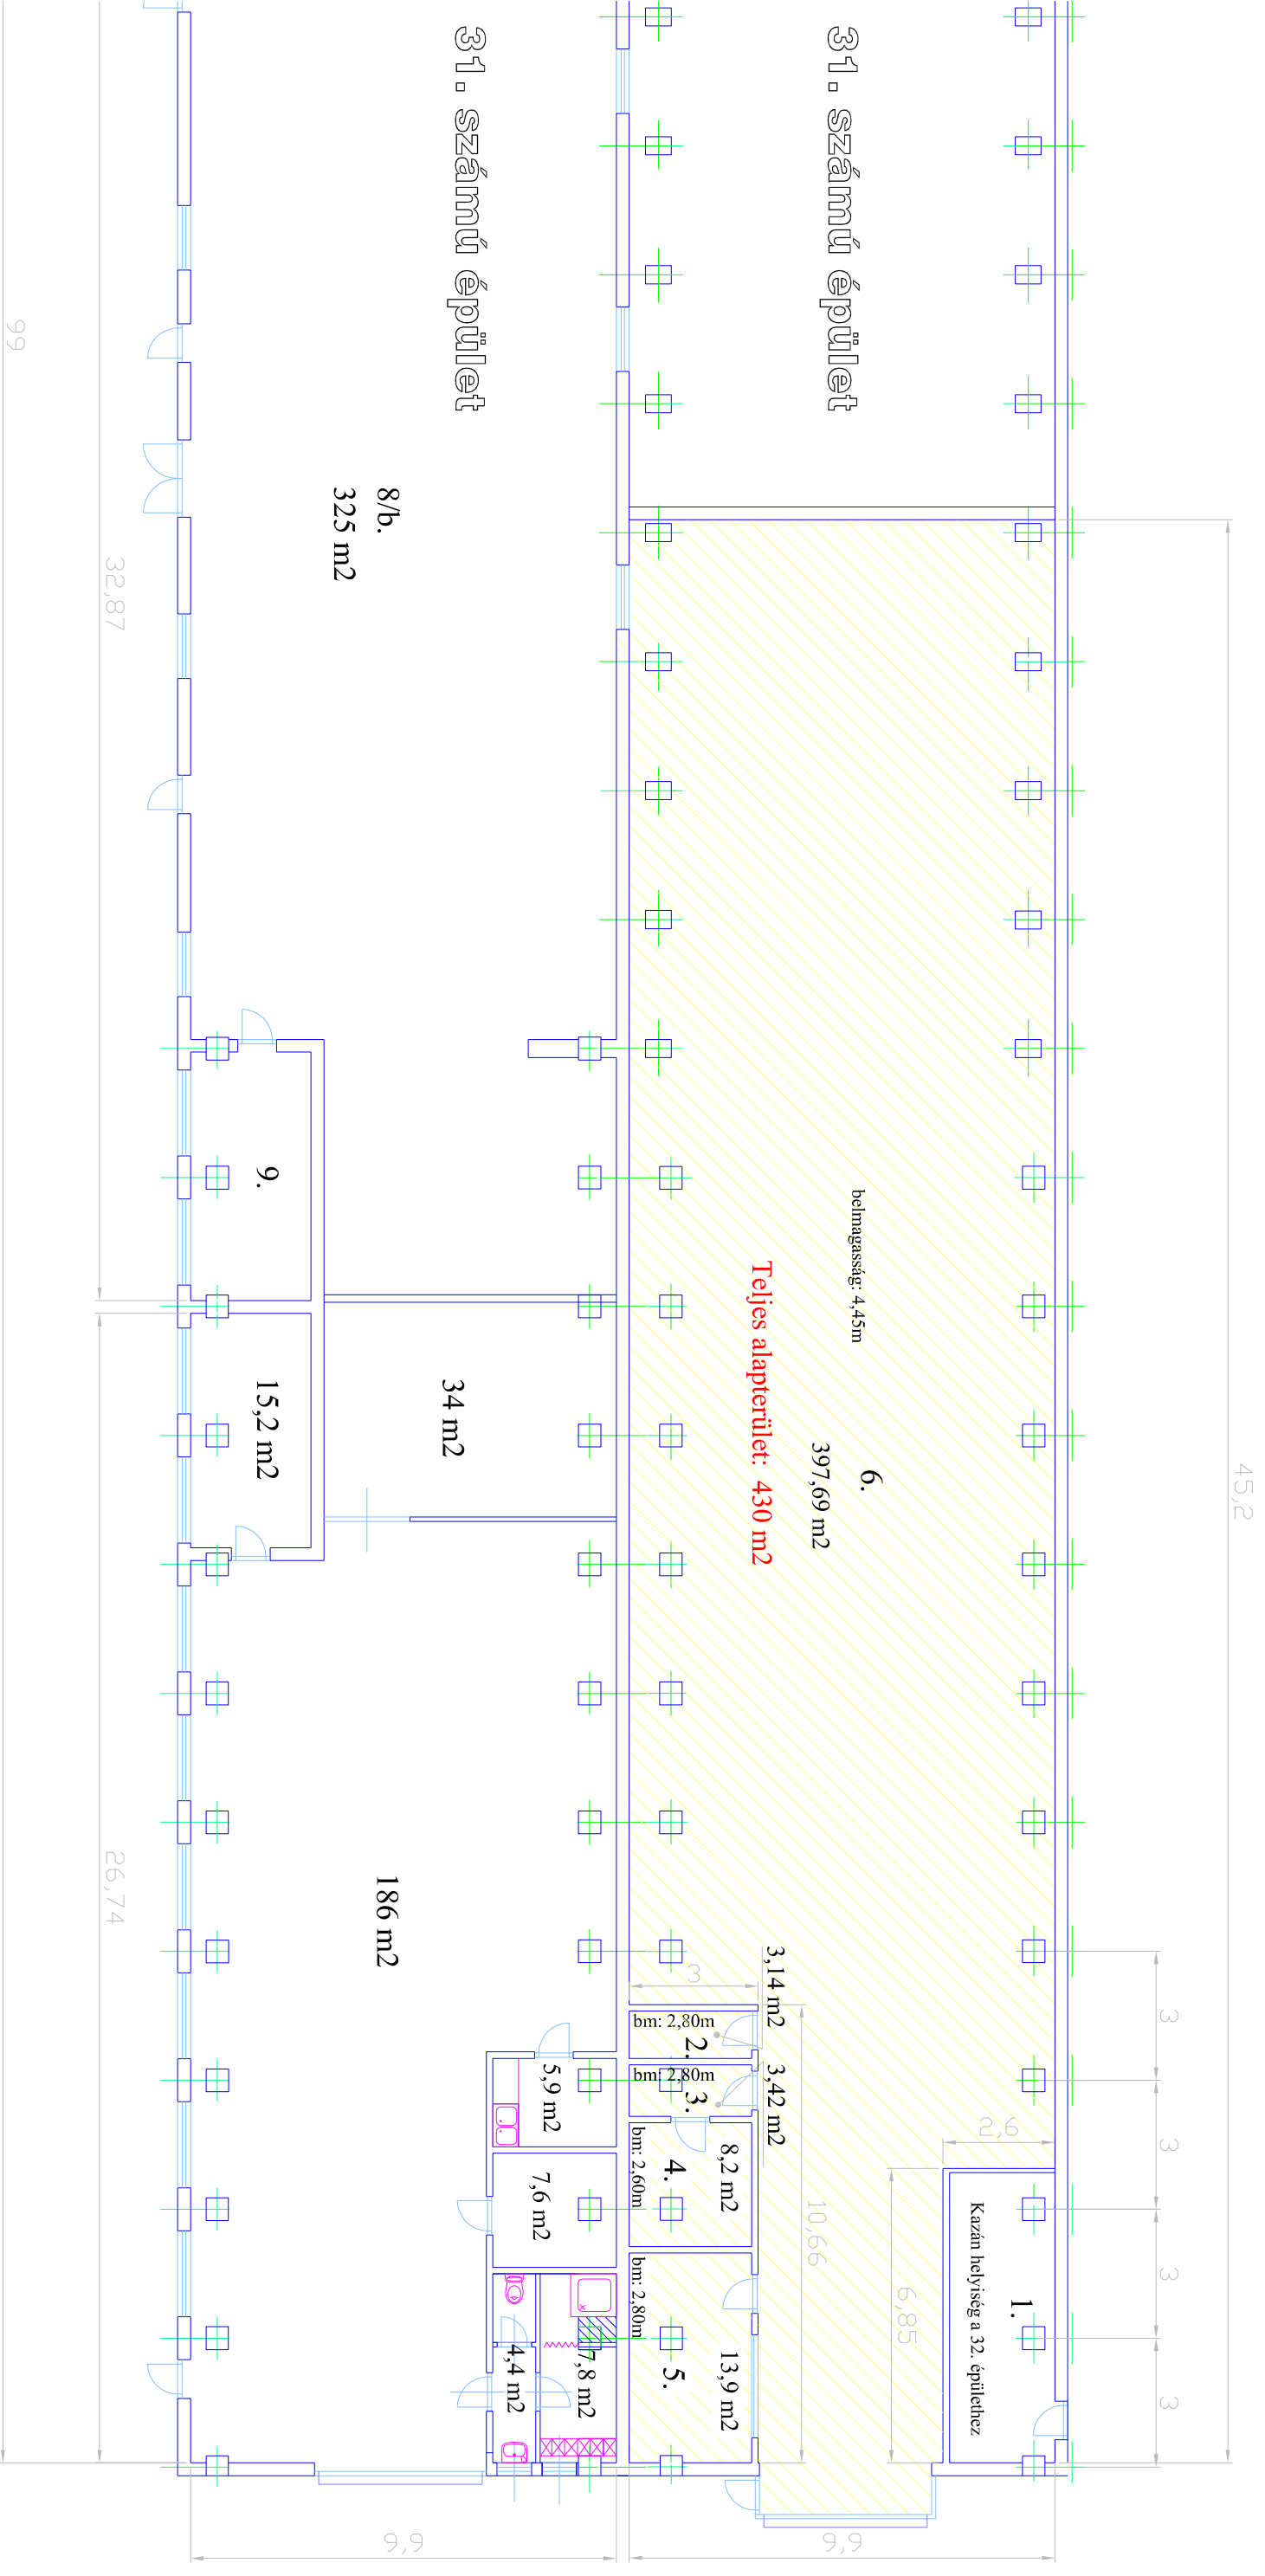 31. számú épület
31. számú épület
99
8/b.
325 m2
32,87
45,2
9.
belmagasság: 4,45m
Teljes alapterület: 430 m2
6.
397,69 m2
34 m2
15,2 m2
186 m2
26,74
3,14 m2
3
bm: 2,80m
2.
3,42 m2
bm: 2,80m
3.
5,9 m2
8,2 m2
4.
bm: 2,60m
7,6 m2
10,66
2,6
6,85
3
3
3
3
1.
Kazán helyiség a 32. épülethez
bm: 2,80m
13,9 m2
5.
7,8 m2
4,4 m2
9,9
9,9